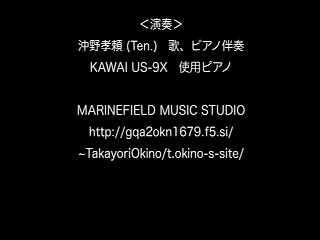 ＜演奏＞
沖野孝頼 (Ten.)　歌、ピアノ伴奏
KAWAI US-9X　使用ピアノ
MARINEFIELD MUSIC STUDIO
http://gqa2okn1679.f5.si/
~TakayoriOkino/t.okino-s-site/